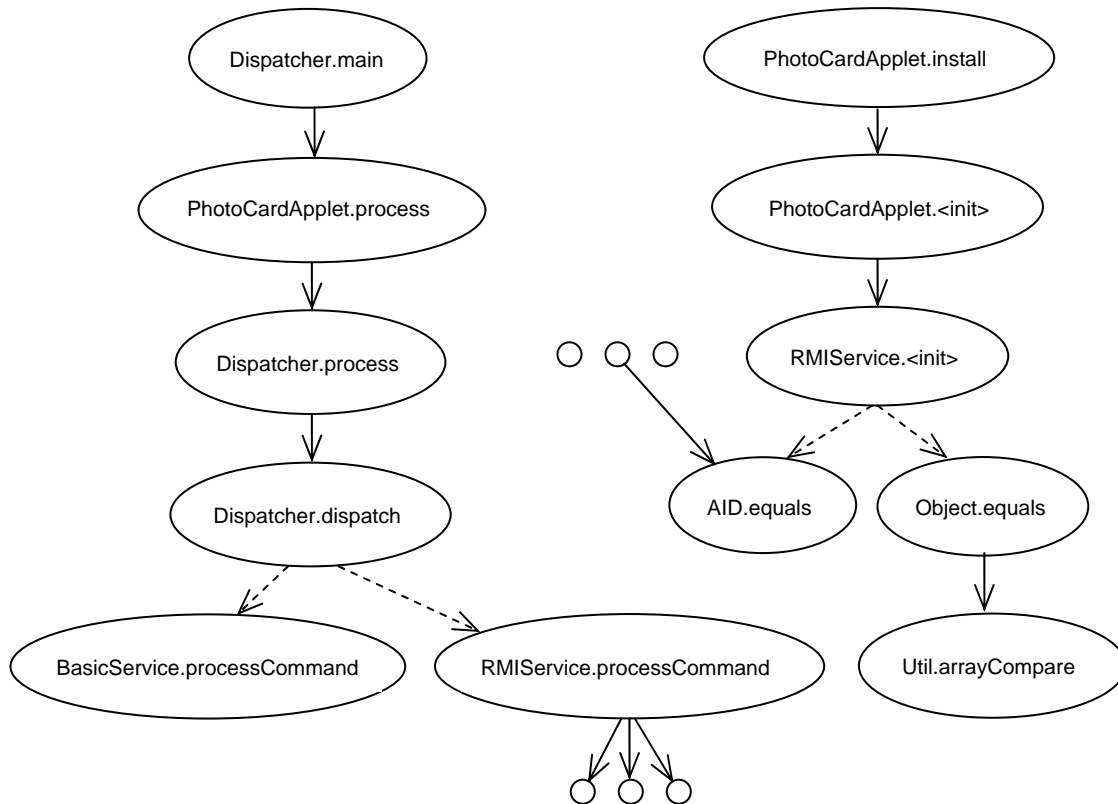 Dispatcher.main
PhotoCardApplet.install
PhotoCardApplet.process
PhotoCardApplet.<init>
Dispatcher.process
RMIService.<init>
Dispatcher.dispatch
AID.equals
Object.equals
BasicService.processCommand
RMIService.processCommand
Util.arrayCompare